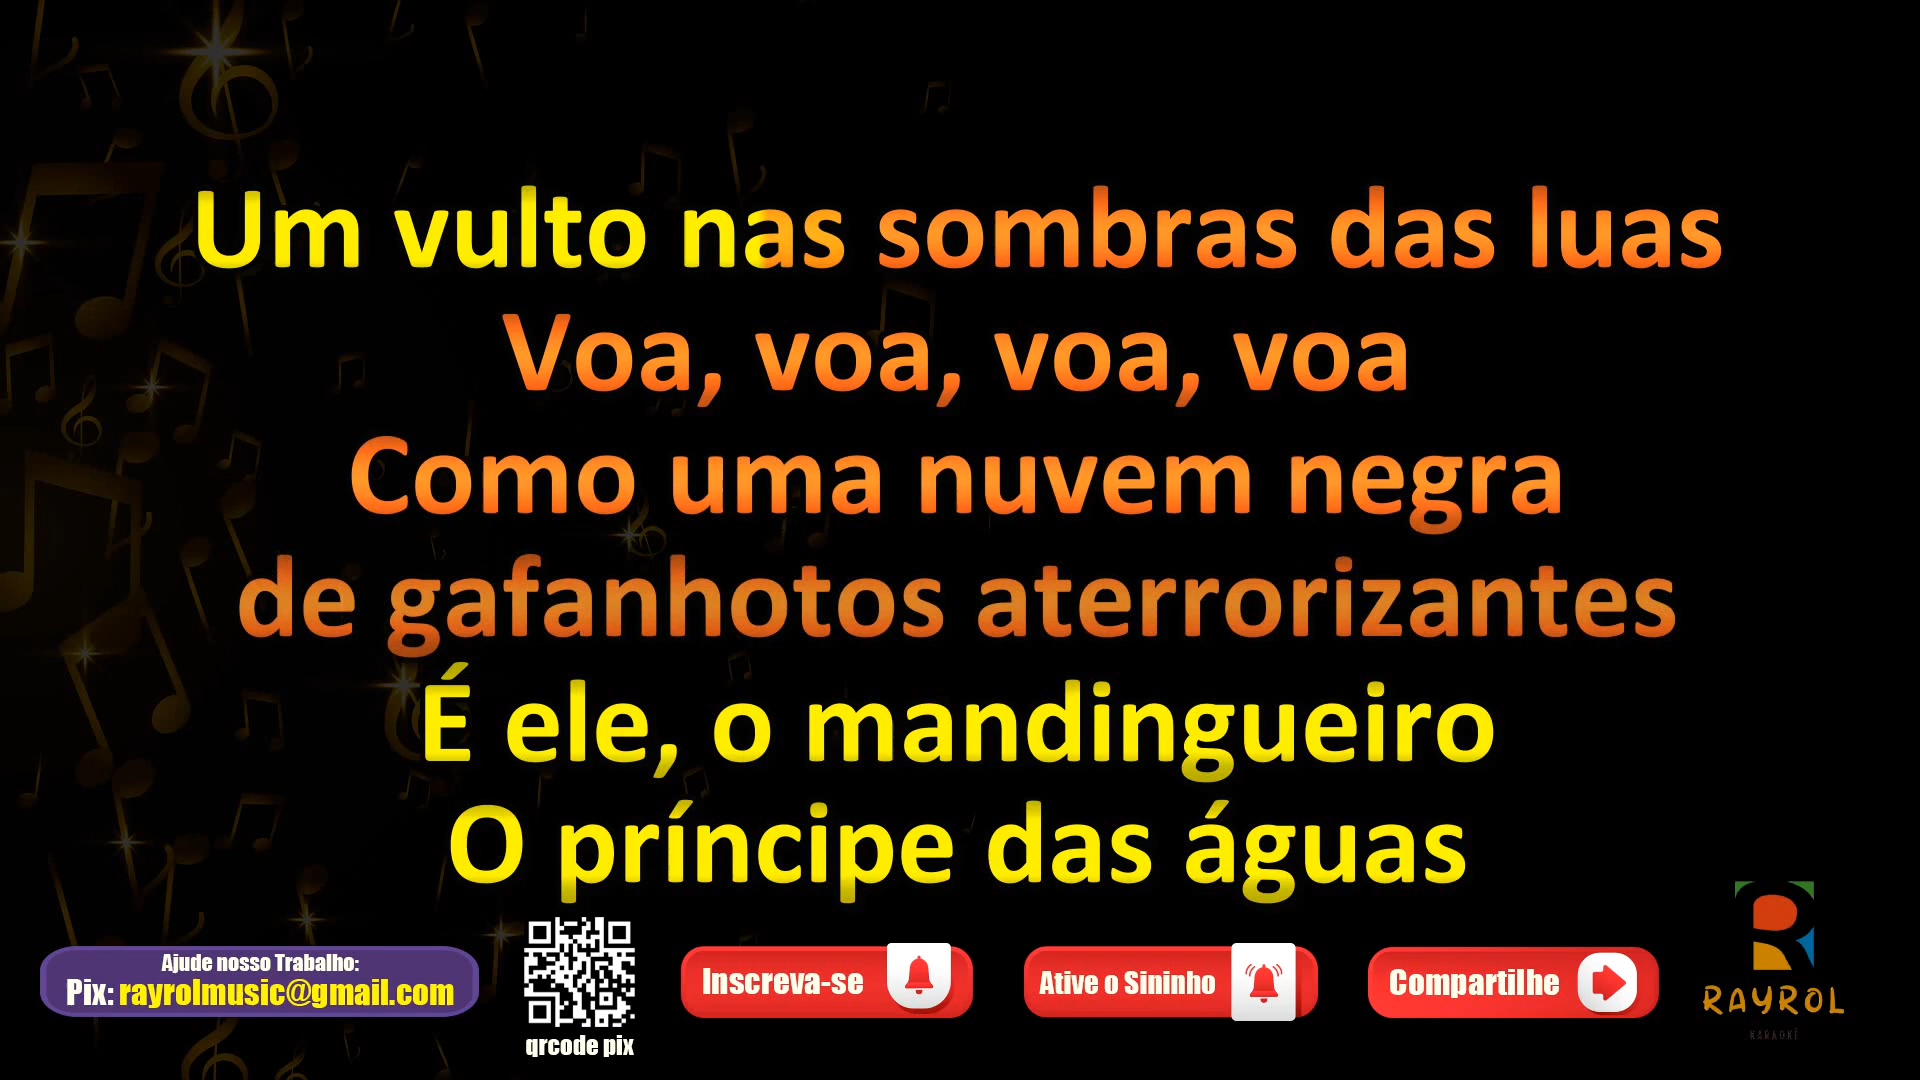 Um vulto nas sombras das luas
Voa, voa, voa, voa
Como uma nuvem negra
de gafanhotos aterrorizantes
É ele, o mandingueiro
O príncipe das águas
Ajude nosso Trabalho:
Pix: rayrolmusic@gmail.com
qrcode pix
Inscreva-se
Ative o Sininho
Compartilhe
RAYROL
KARAOKÊ